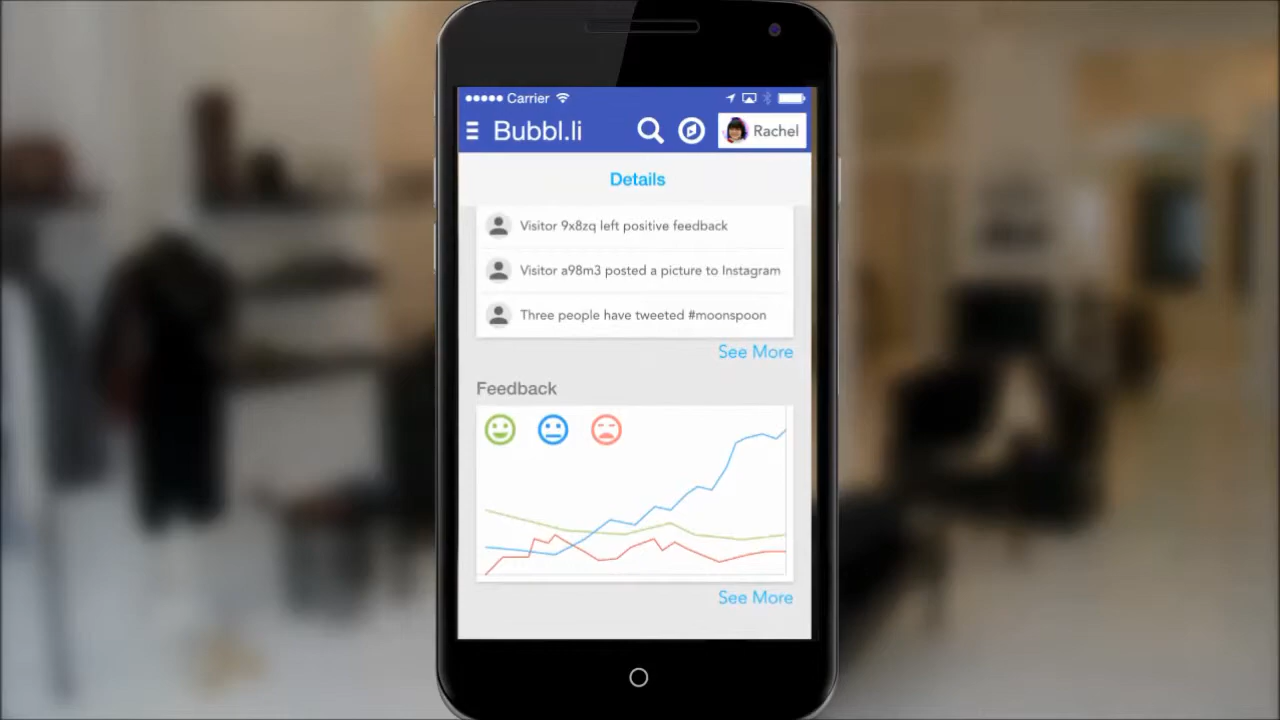 Carrier
Bubbl.li
Rachel
Details
Visitor 9x8zq left positive feedback
Visitor a98m3 posted a picture to Instagram
Three people have tweeted #moonspoon
See More
Feedback
See More